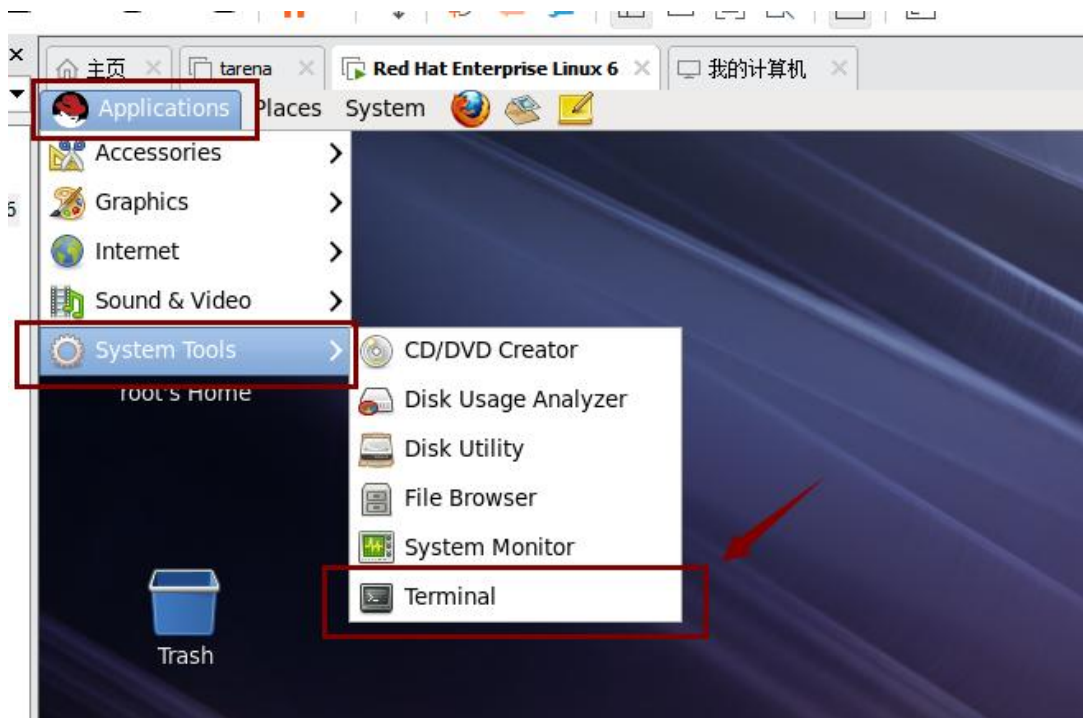 主页 tarena Red Hat Enterprise Linux 6 我的计算机
Applications Places System
Accessories
6
Graphics
Internet
Sound & Video
System Tools
CD/DVD Creator
root's Home
Disk Usage Analyzer
Disk Utility
File Browser
System Monitor
Terminal
Trash